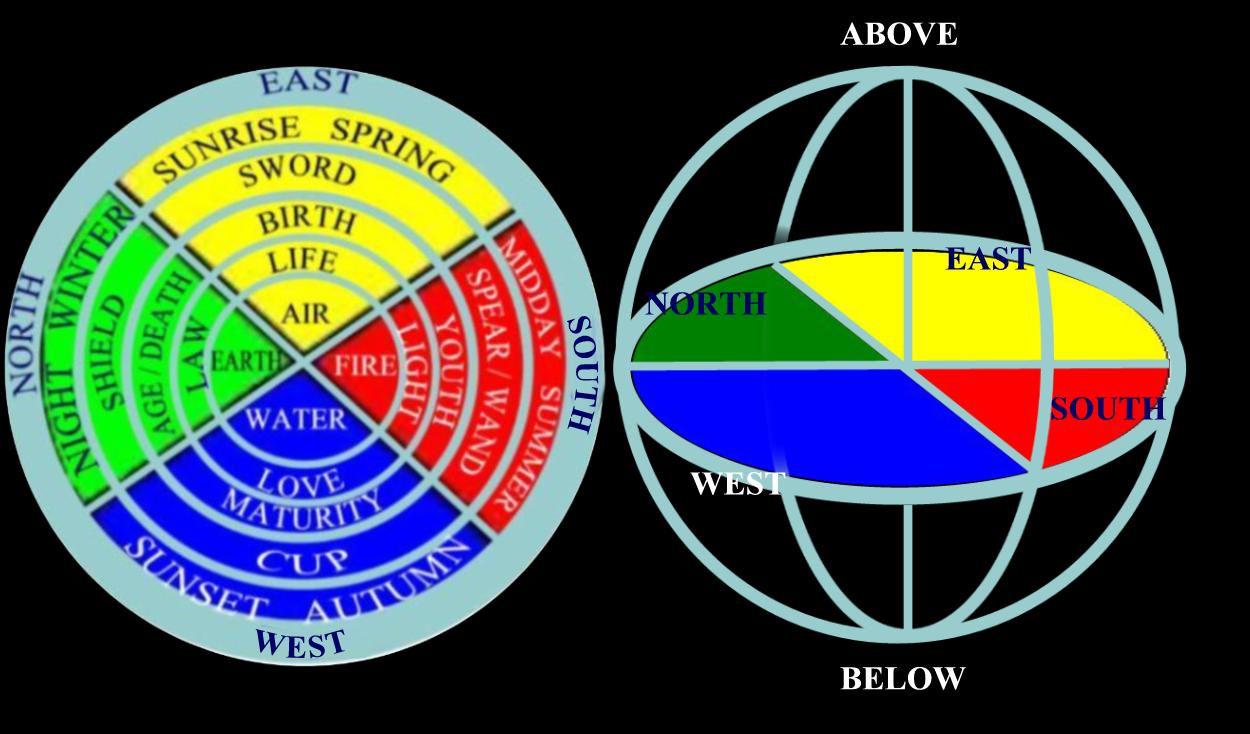 EAST
SUNRISE SPRING
SWORD
BIRTH
LIFE
AIR
NORTH
NIGHT WINTER
SHIELD
AGE / DEATH
LAW
EARTH
FIRE
LIGHT
YOUTH
SPEAR / WAND
MIDDAY SUMMER
SOUTH
WATER
LOVE
MATURITY
CUP
SUNSET AUTUMN
WEST
ABOVE
EAST
NORTH
SOUTH
WEST
BELOW